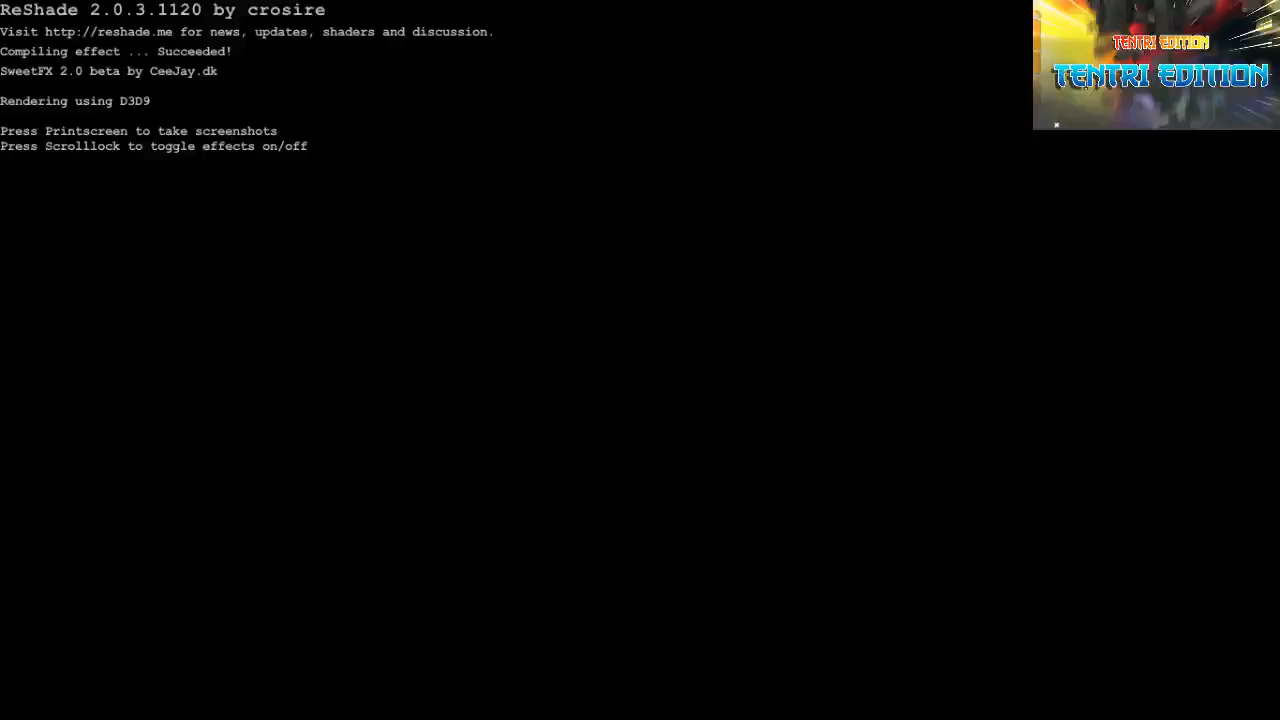 ReShade 2.0.3.1120 by crosire
Visit http://reshade.me for news, updates, shaders and discussion.
Compiling effect ... Succeeded!
SweetFX 2.0 beta by CeeJay.dk
Rendering using D3D9
Press Printscreen to take screenshots
Press Scrolllock to toggle effects on/off
TENTRI EDITION
TENTRI EDITION